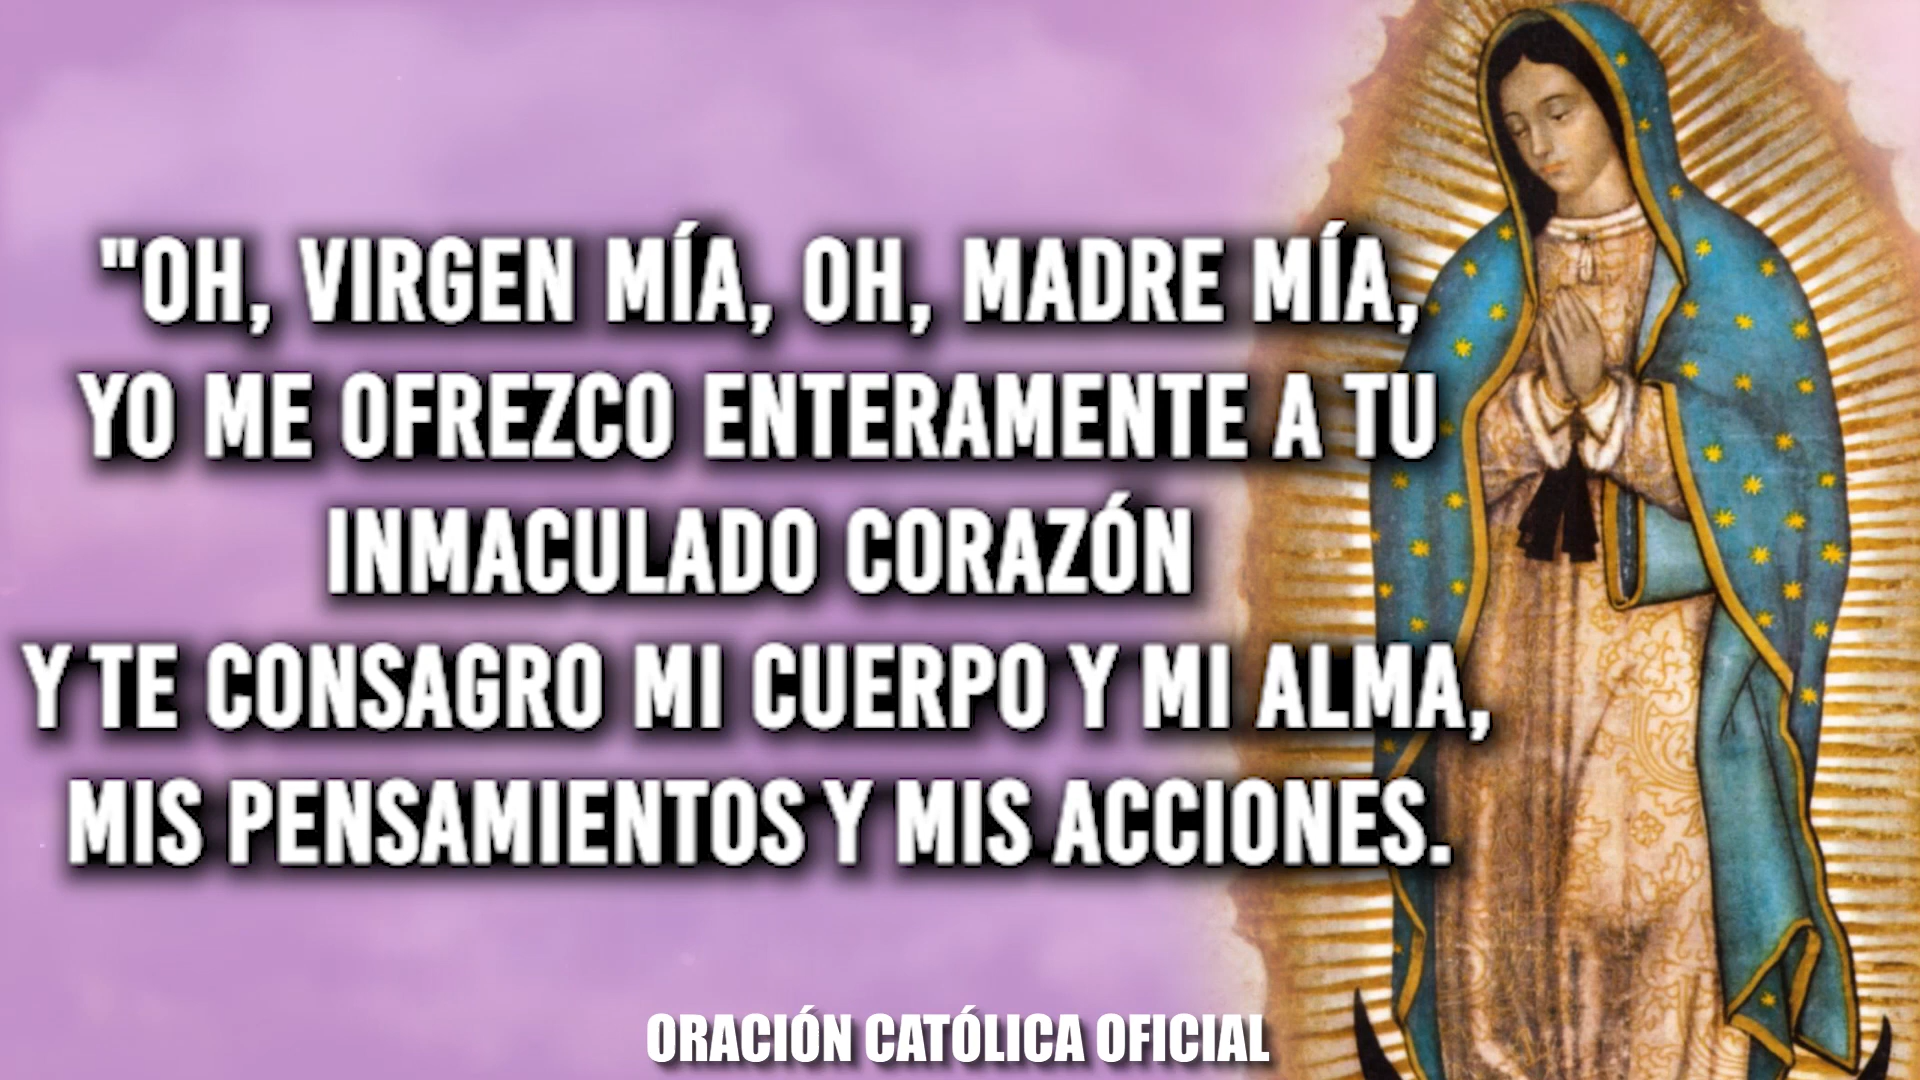 "OH, VIRGEN MÍA, OH, MADRE MÍA,
YO ME OFREZCO ENTERAMENTE A TU
INMACULADO CORAZÓN
Y TE CONSAGRO MI CUERPO Y MI ALMA,
MIS PENSAMIENTOS Y MIS ACCIONES.
ORACIÓN CATÓLICA OFICIAL